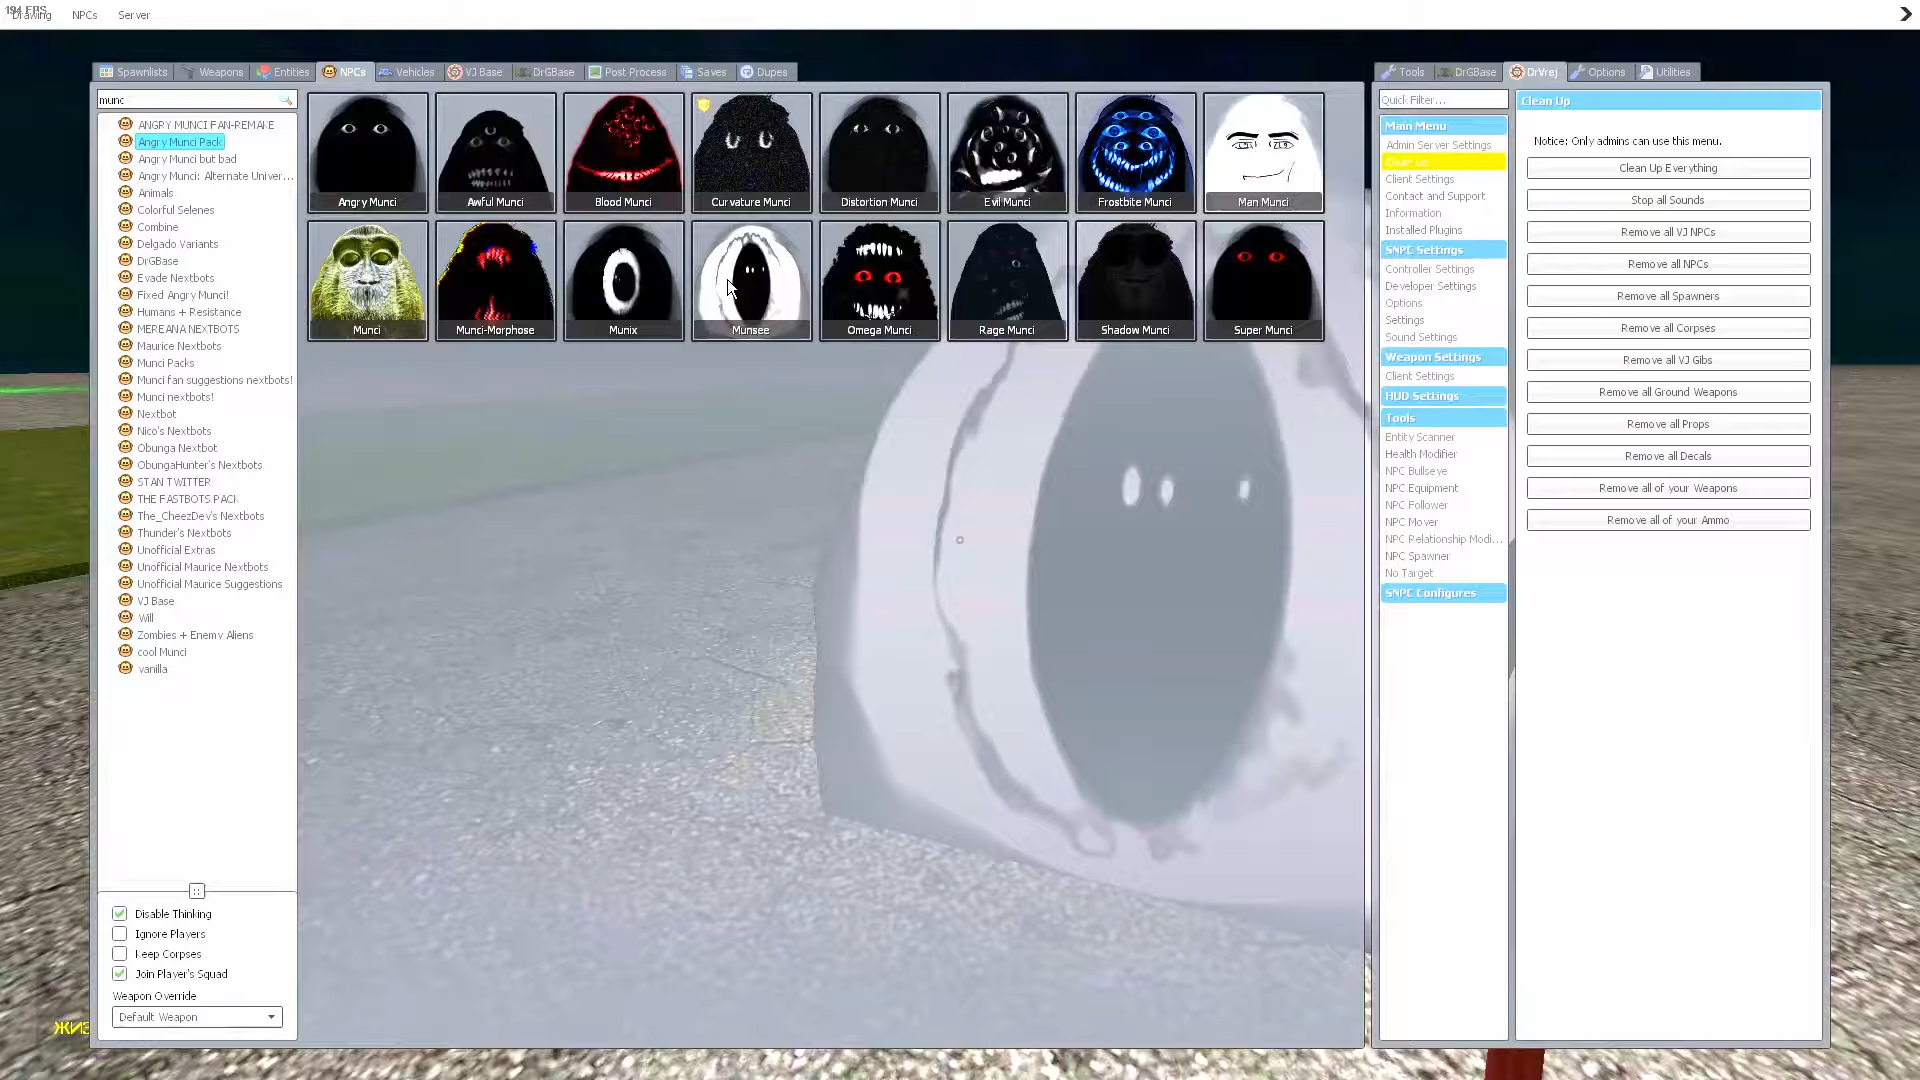 194 FPS
Drawing NPCs Server
Spawnlists Weapons Entities NPCs Vehicles VJ Base DrGBase Post Process Saves Dupes
Tools DrGBase DrVrej Options Utilities
munc
ANGRY MUNCI FAN-REMAKE
Angry Munci Pack
Angry Munci but bad
Angry Munci: Alternate Univer...
Animals
Colorful Selenes
Combine
Delgado Variants
DrGBase
Evade Nextbots
Fixed Angry Munci!
Humans + Resistance
MEREANA NEXTBOTS
Maurice Nextbots
Munci Packs
Munci fan suggestions nextbots!
Munci nextbots!
Nextbot
Nico's Nextbots
Obunga Nextbot
ObungaHunter's Nextbots
STAN TWITTER
THE FASTBOTS PACK
The_CheezDev's Nextbots
Thunder's Nextbots
Unofficial Extras
Unofficial Maurice Nextbots
Unofficial Maurice Suggestions
VJ Base
Will
Zombies + Enemy Aliens
cool Munci
vanilla
Disable Thinking
Ignore Players
Keep Corpses
Join Player's Squad
Weapon Override
Default Weapon
ЖИЗ
Angry Munci Awful Munci Blood Munci Curvature Munci Distortion Munci Evil Munci Frostbite Munci Man Munci
Munci Munci-Morphose Munix Munsee Omega Munci Rage Munci Shadow Munci Super Munci
Quick Filter...
Main Menu
Admin Server Settings
Clean Up
Client Settings
Contact and Support
Information
Installed Plugins
SNPC Settings
Controller Settings
Developer Settings
Options
Settings
Sound Settings
Weapon Settings
Client Settings
HUD Settings
Tools
Entity Scanner
Health Modifier
NPC Bullseye
NPC Equipment
NPC Follower
NPC Mover
NPC Relationship Modi...
NPC Spawner
No Target
SNPC Configures
Clean Up
Notice: Only admins can use this menu.
Clean Up Everything
Stop all Sounds
Remove all VJ NPCs
Remove all NPCs
Remove all Spawners
Remove all Corpses
Remove all VJ Gibs
Remove all Ground Weapons
Remove all Props
Remove all Decals
Remove all of your Weapons
Remove all of your Ammo